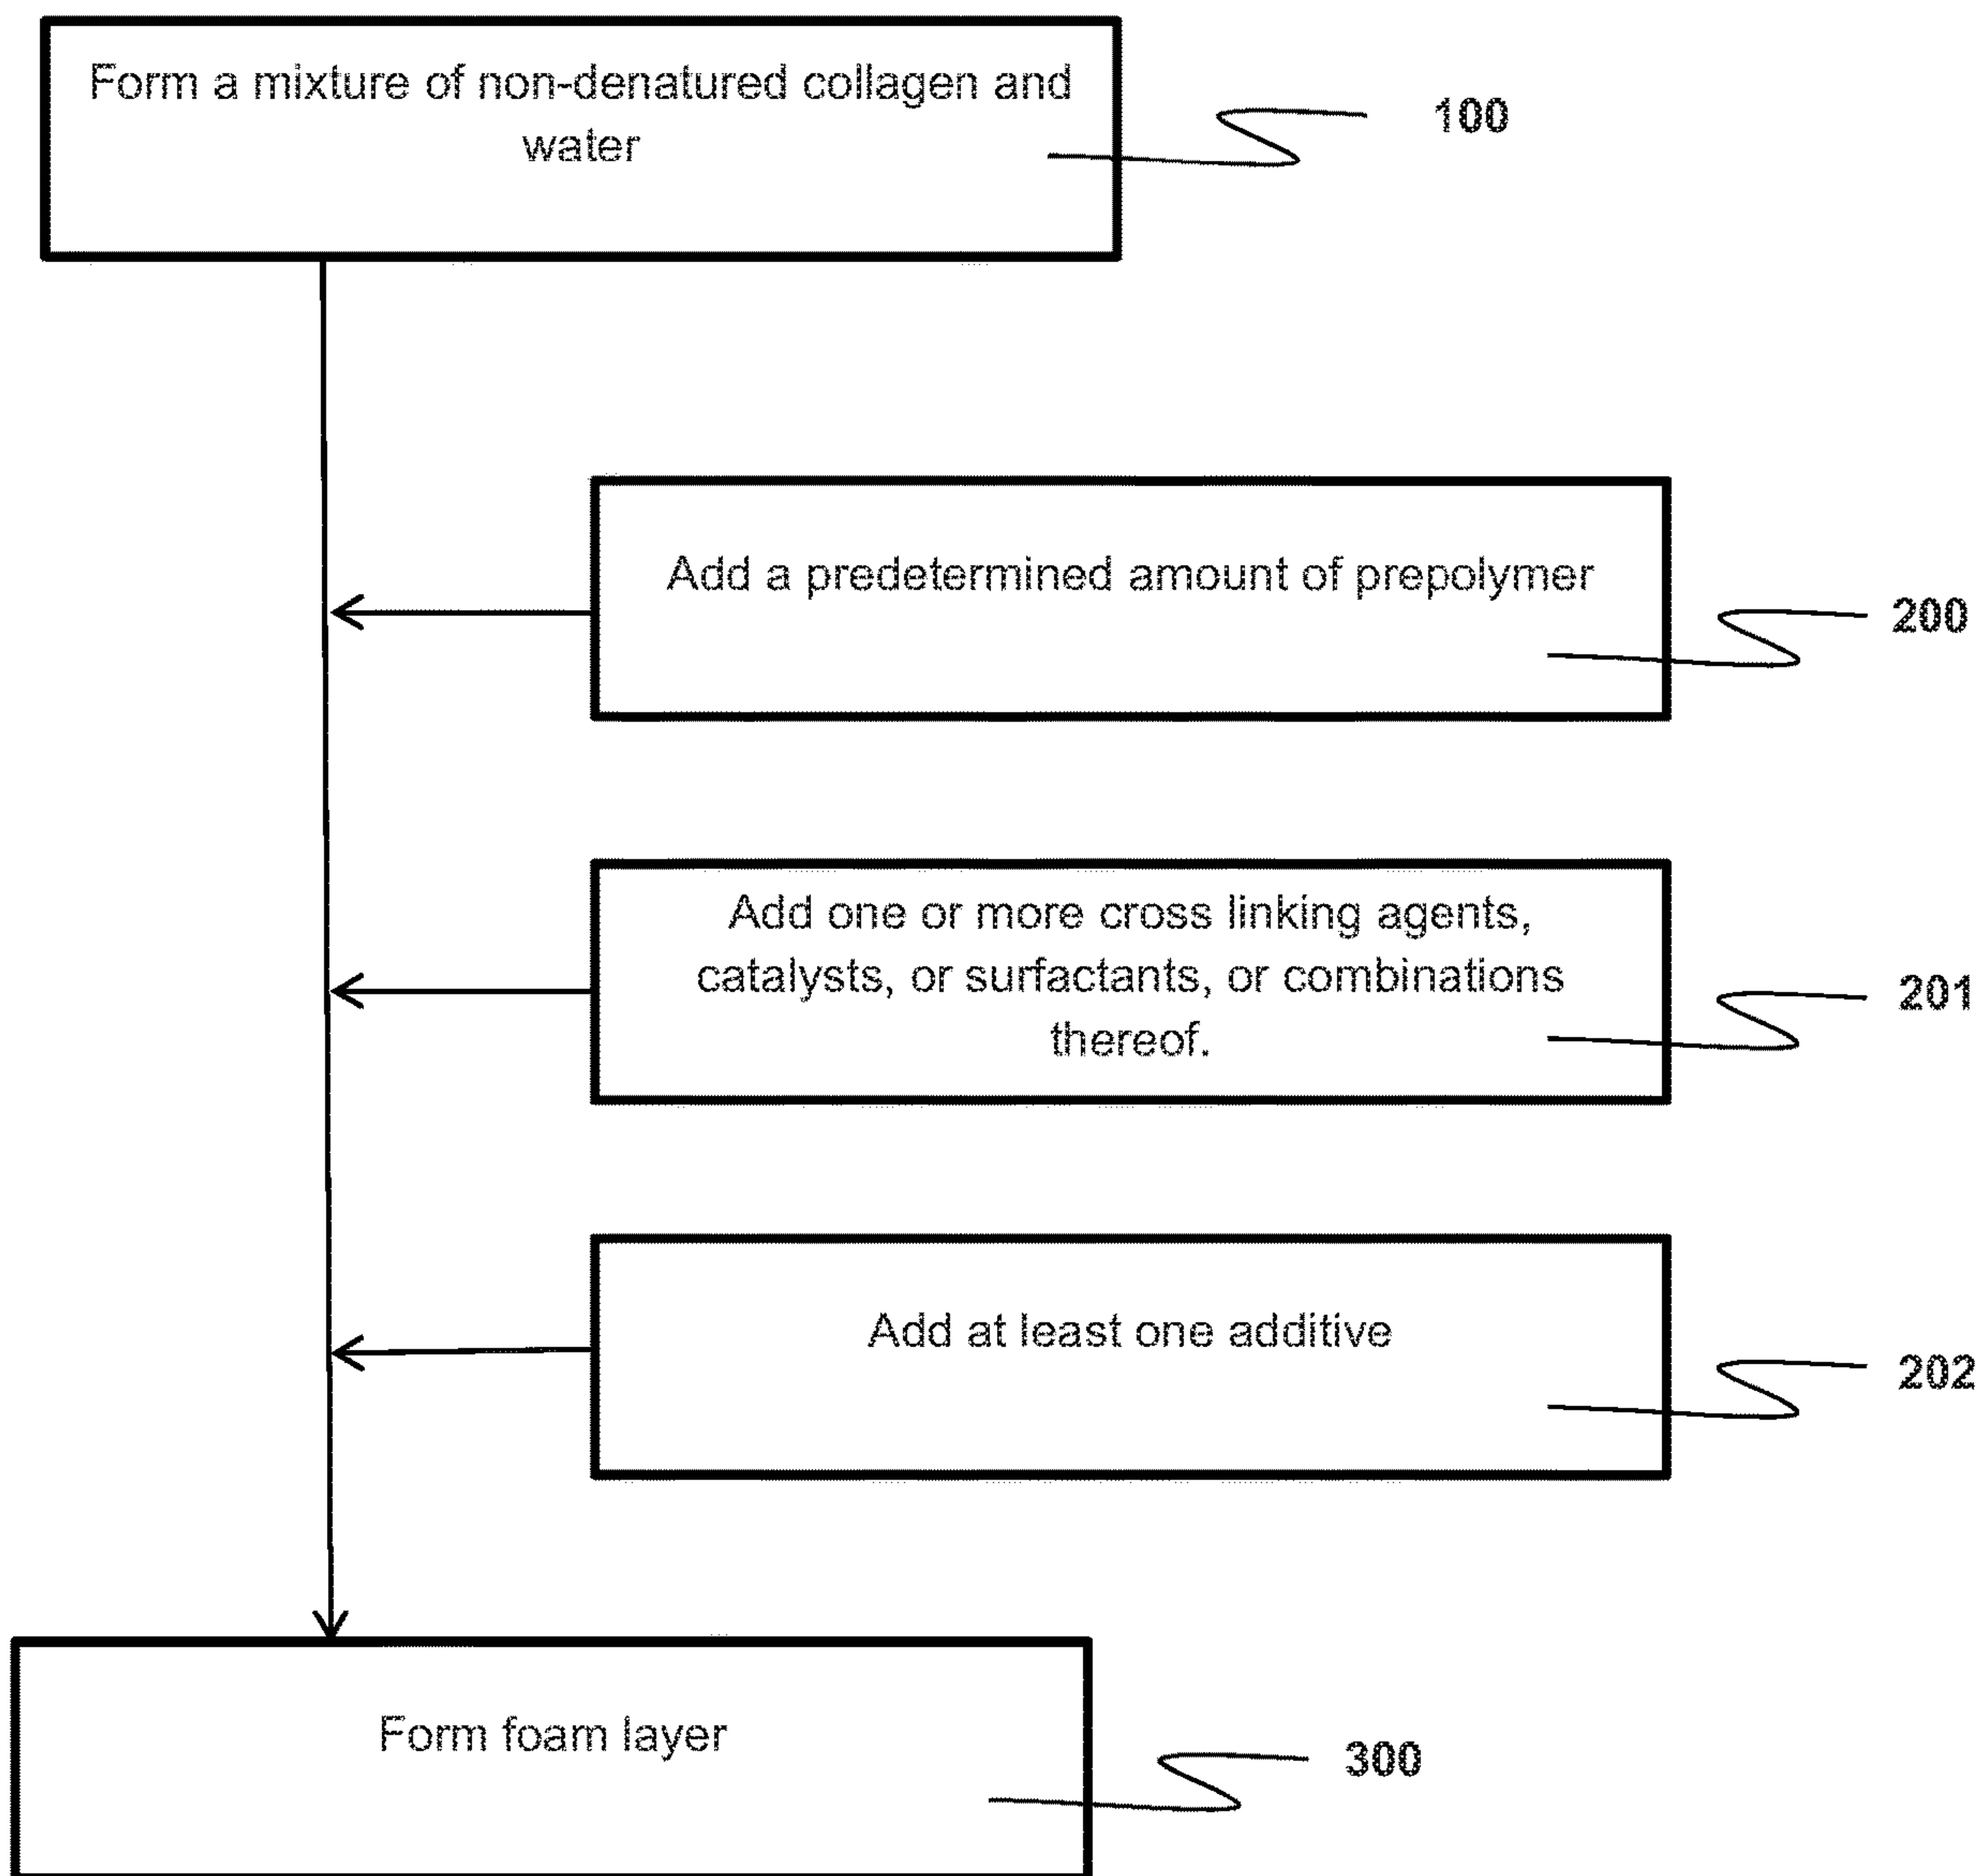 Form a mixture of non-denatured collagen and
water
100
Add a predetermined amount of prepolymer
200
Add one or more cross linking agents,
catalysts, or surfactants, or combinations
thereof.
201
Add at least one additive
202
Form foam layer
300